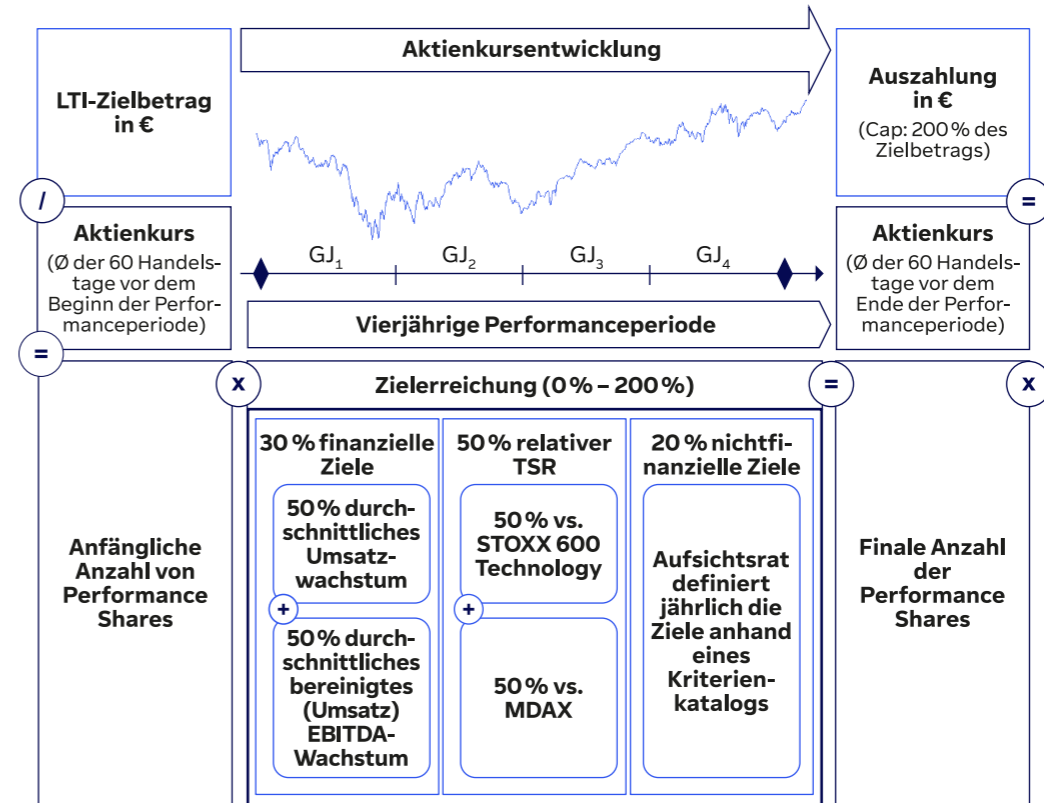 Aktienkursentwicklung
LTI-Zielbetrag
in €
Auszahlung
in €
(Cap: 200 % des
Zielbetrags)
/
=
Aktienkurs
(Ø der 60 Handels-
tage vor dem
Beginn der Perfor-
manceperiode)
GJ₁
GJ₂
GJ₃
GJ₄
Vierjährige Performanceperiode
Aktienkurs
(Ø der 60 Handels-
tage vor dem
Ende der Perfor-
manceperiode)
=
x
Zielerreichung (0 % – 200 %)
=
x
Anfängliche
Anzahl von
Performance
Shares
30 % finanzielle
Ziele
50 % durch-
schnittliches
Umsatz-
wachstum
+
50 % durch-
schnittliches
bereinigtes
(Umsatz)
EBITDA-
Wachstum
50 % relativer
TSR
50 % vs.
STOXX 600
Technology
+
50 % vs.
MDAX
20 % nichtfi-
nanzielle Ziele
Aufsichtsrat
definiert
jährlich die
Ziele anhand
eines
Kriterien-
katalogs
Finale Anzahl
der
Performance
Shares